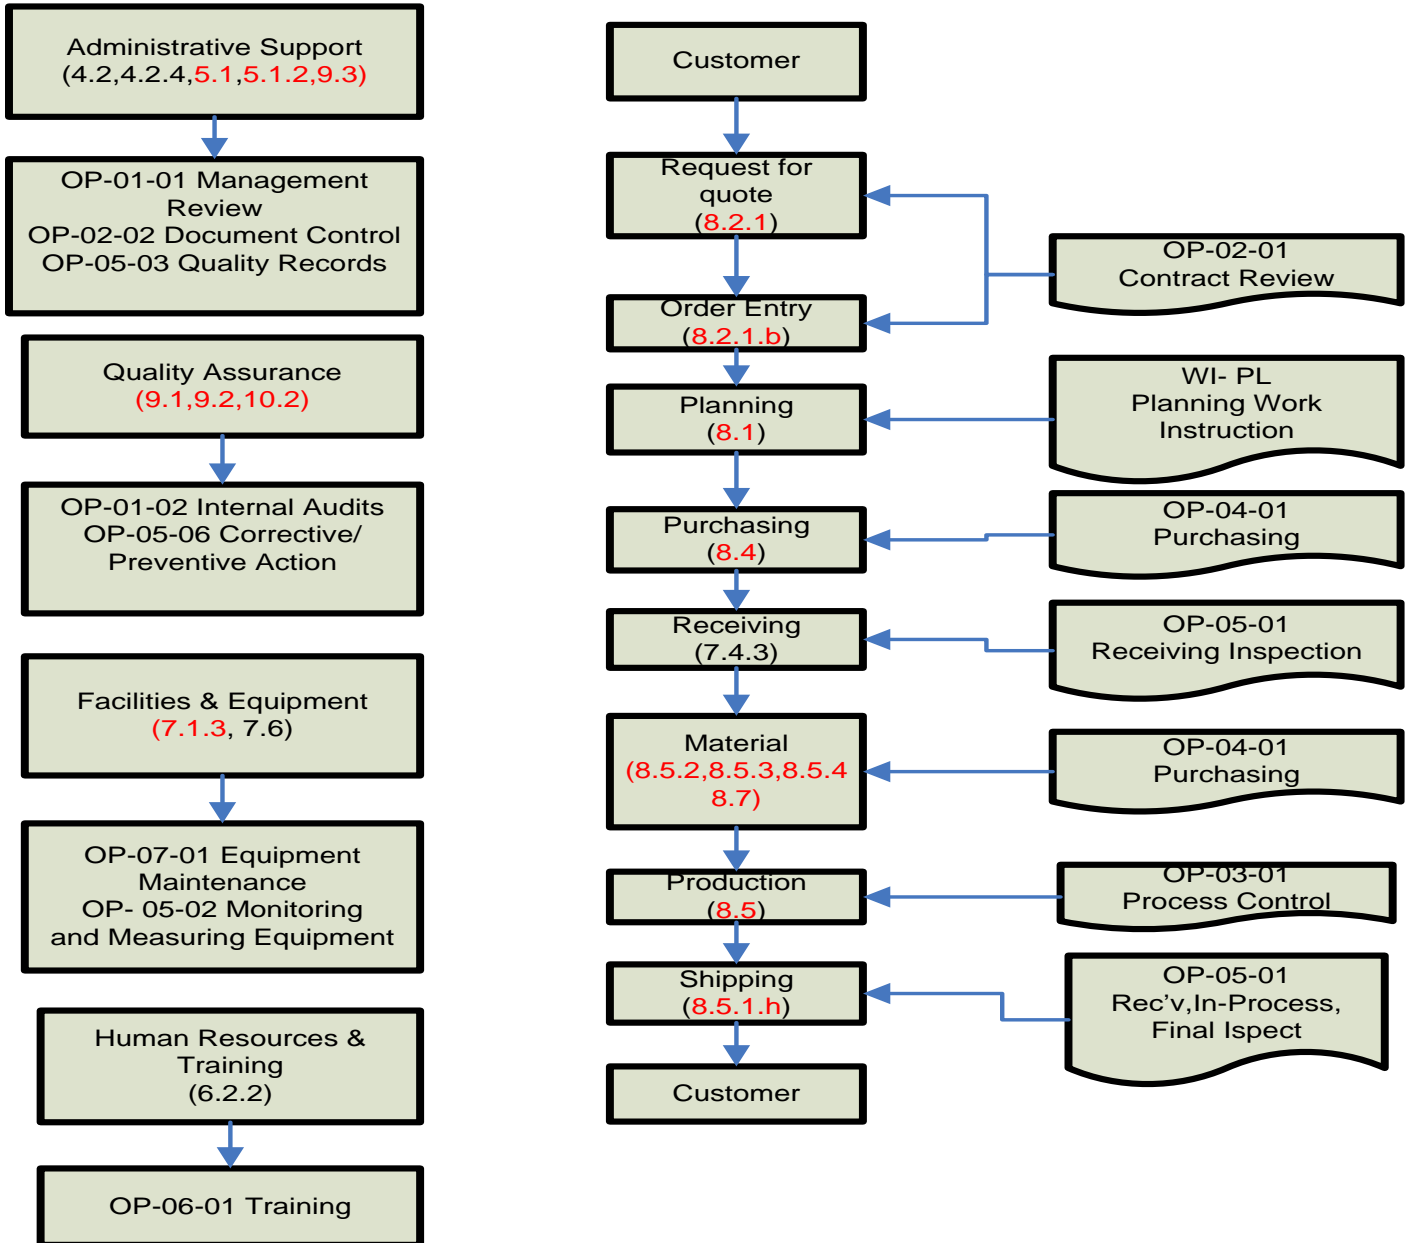 Administrative Support
(4.2,4.2.4,5.1,5.1.2,9.3)
OP-01-01 Management
Review
OP-02-02 Document Control
OP-05-03 Quality Records
Quality Assurance
(9.1,9.2,10.2)
OP-01-02 Internal Audits
OP-05-06 Corrective/
Preventive Action
Facilities & Equipment
(7.1.3, 7.6)
OP-07-01 Equipment
Maintenance
OP- 05-02 Monitoring
and Measuring Equipment
Human Resources &
Training
(6.2.2)
OP-06-01 Training
Customer
Request for
quote
(8.2.1)
Order Entry
(8.2.1.b)
Planning
(8.1)
Purchasing
(8.4)
Receiving
(7.4.3)
Material
(8.5.2,8.5.3,8.5.4
8.7)
Production
(8.5)
Shipping
(8.5.1.h)
Customer
OP-02-01
Contract Review
WI- PL
Planning Work
Instruction
OP-04-01
Purchasing
OP-05-01
Receiving Inspection
OP-04-01
Purchasing
OP-03-01
Process Control
OP-05-01
Rec’v,In-Process,
Final Ispect